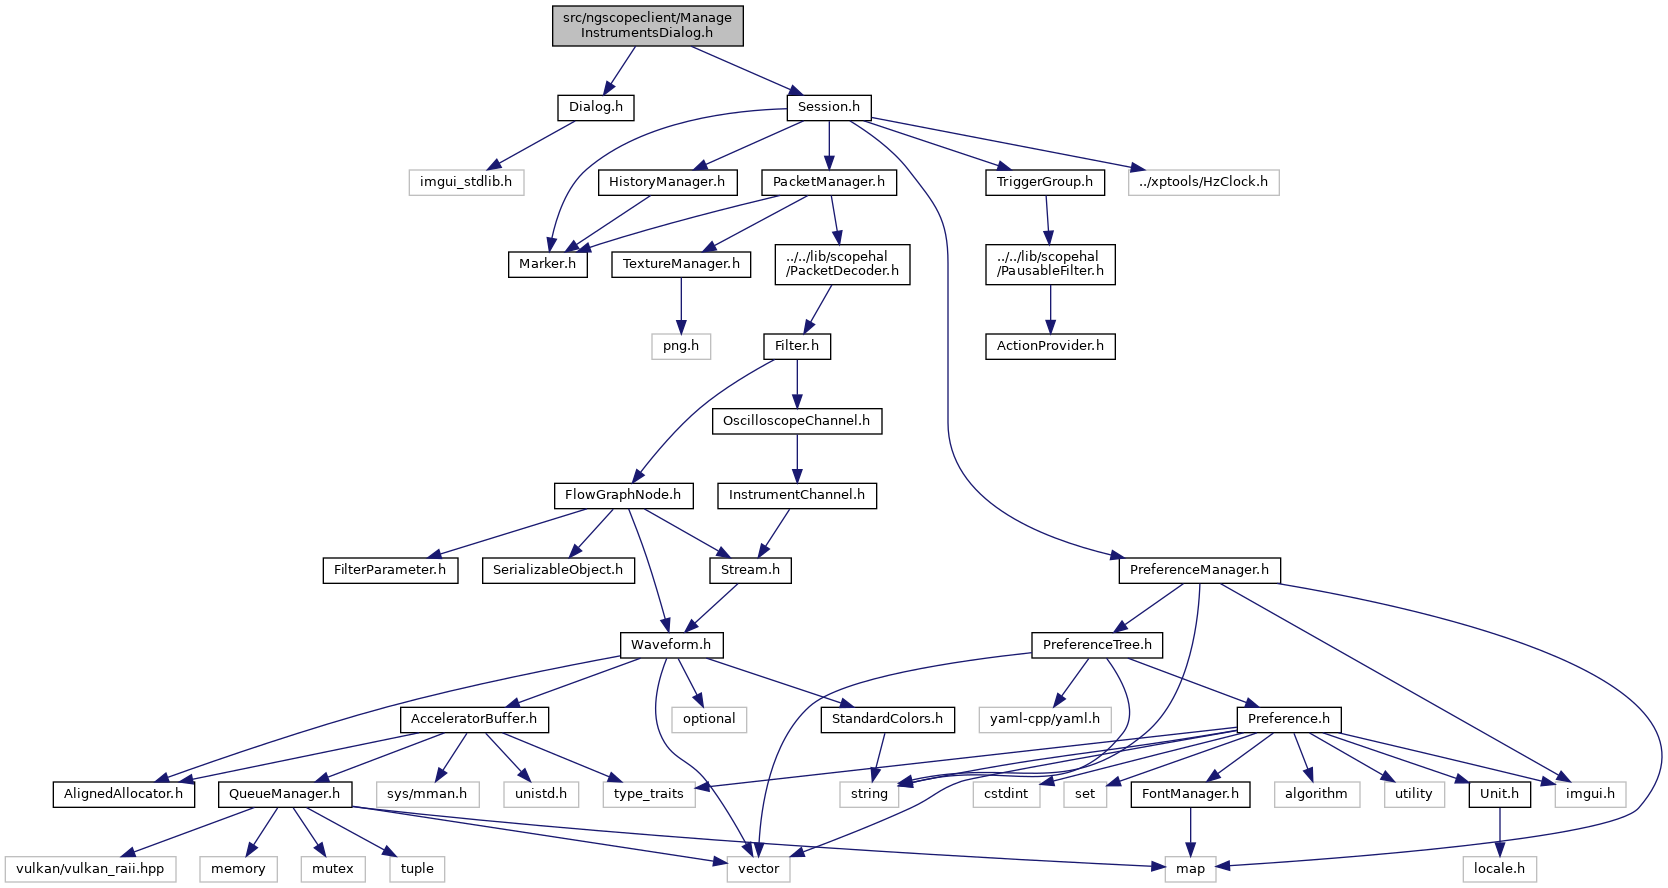 src/ngscopeclient/Manage
InstrumentsDialog.h
Dialog.h
Session.h
imgui_stdlib.h
HistoryManager.h
PacketManager.h
TriggerGroup.h
../xptools/HzClock.h
Marker.h
TextureManager.h
../../lib/scopehal
/PacketDecoder.h
../../lib/scopehal
/PausableFilter.h
png.h
Filter.h
ActionProvider.h
OscilloscopeChannel.h
FlowGraphNode.h
InstrumentChannel.h
FilterParameter.h
SerializableObject.h
Stream.h
PreferenceManager.h
Waveform.h
PreferenceTree.h
AcceleratorBuffer.h
optional
StandardColors.h
yaml-cpp/yaml.h
Preference.h
AlignedAllocator.h
QueueManager.h
sys/mman.h
unistd.h
type_traits
string
cstdint
set
FontManager.h
algorithm
utility
Unit.h
imgui.h
vulkan/vulkan_raii.hpp
memory
mutex
tuple
vector
map
locale.h